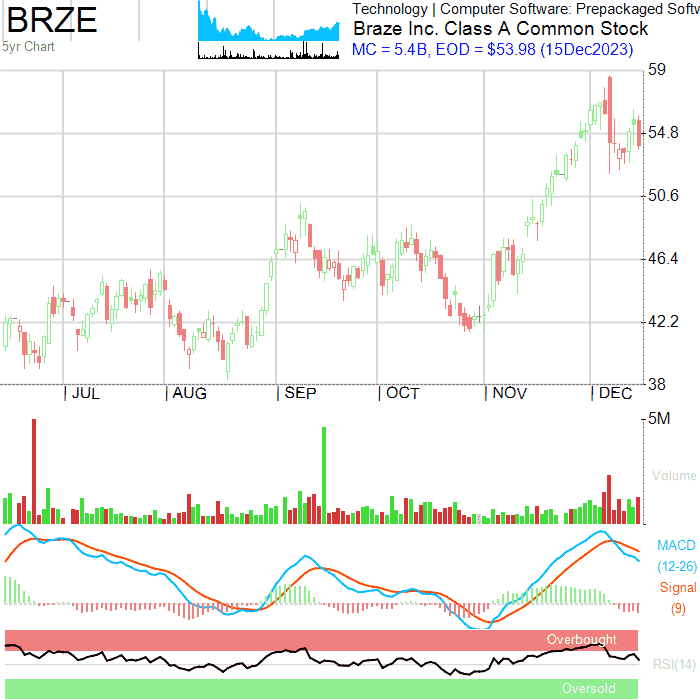 BRZE
5yr Chart
Technology | Computer Software: Prepackaged Softw
Braze Inc. Class A Common Stock
MC = 5.4B, EOD = $53.98 (15Dec2023)
59
54.8
50.6
46.4
42.2
38
| JUL | AUG | SEP | OCT | NOV | DEC
5M
Volume
MACD
(12-26)
Signal
(9)
Overbought
RSI(14)
Oversold